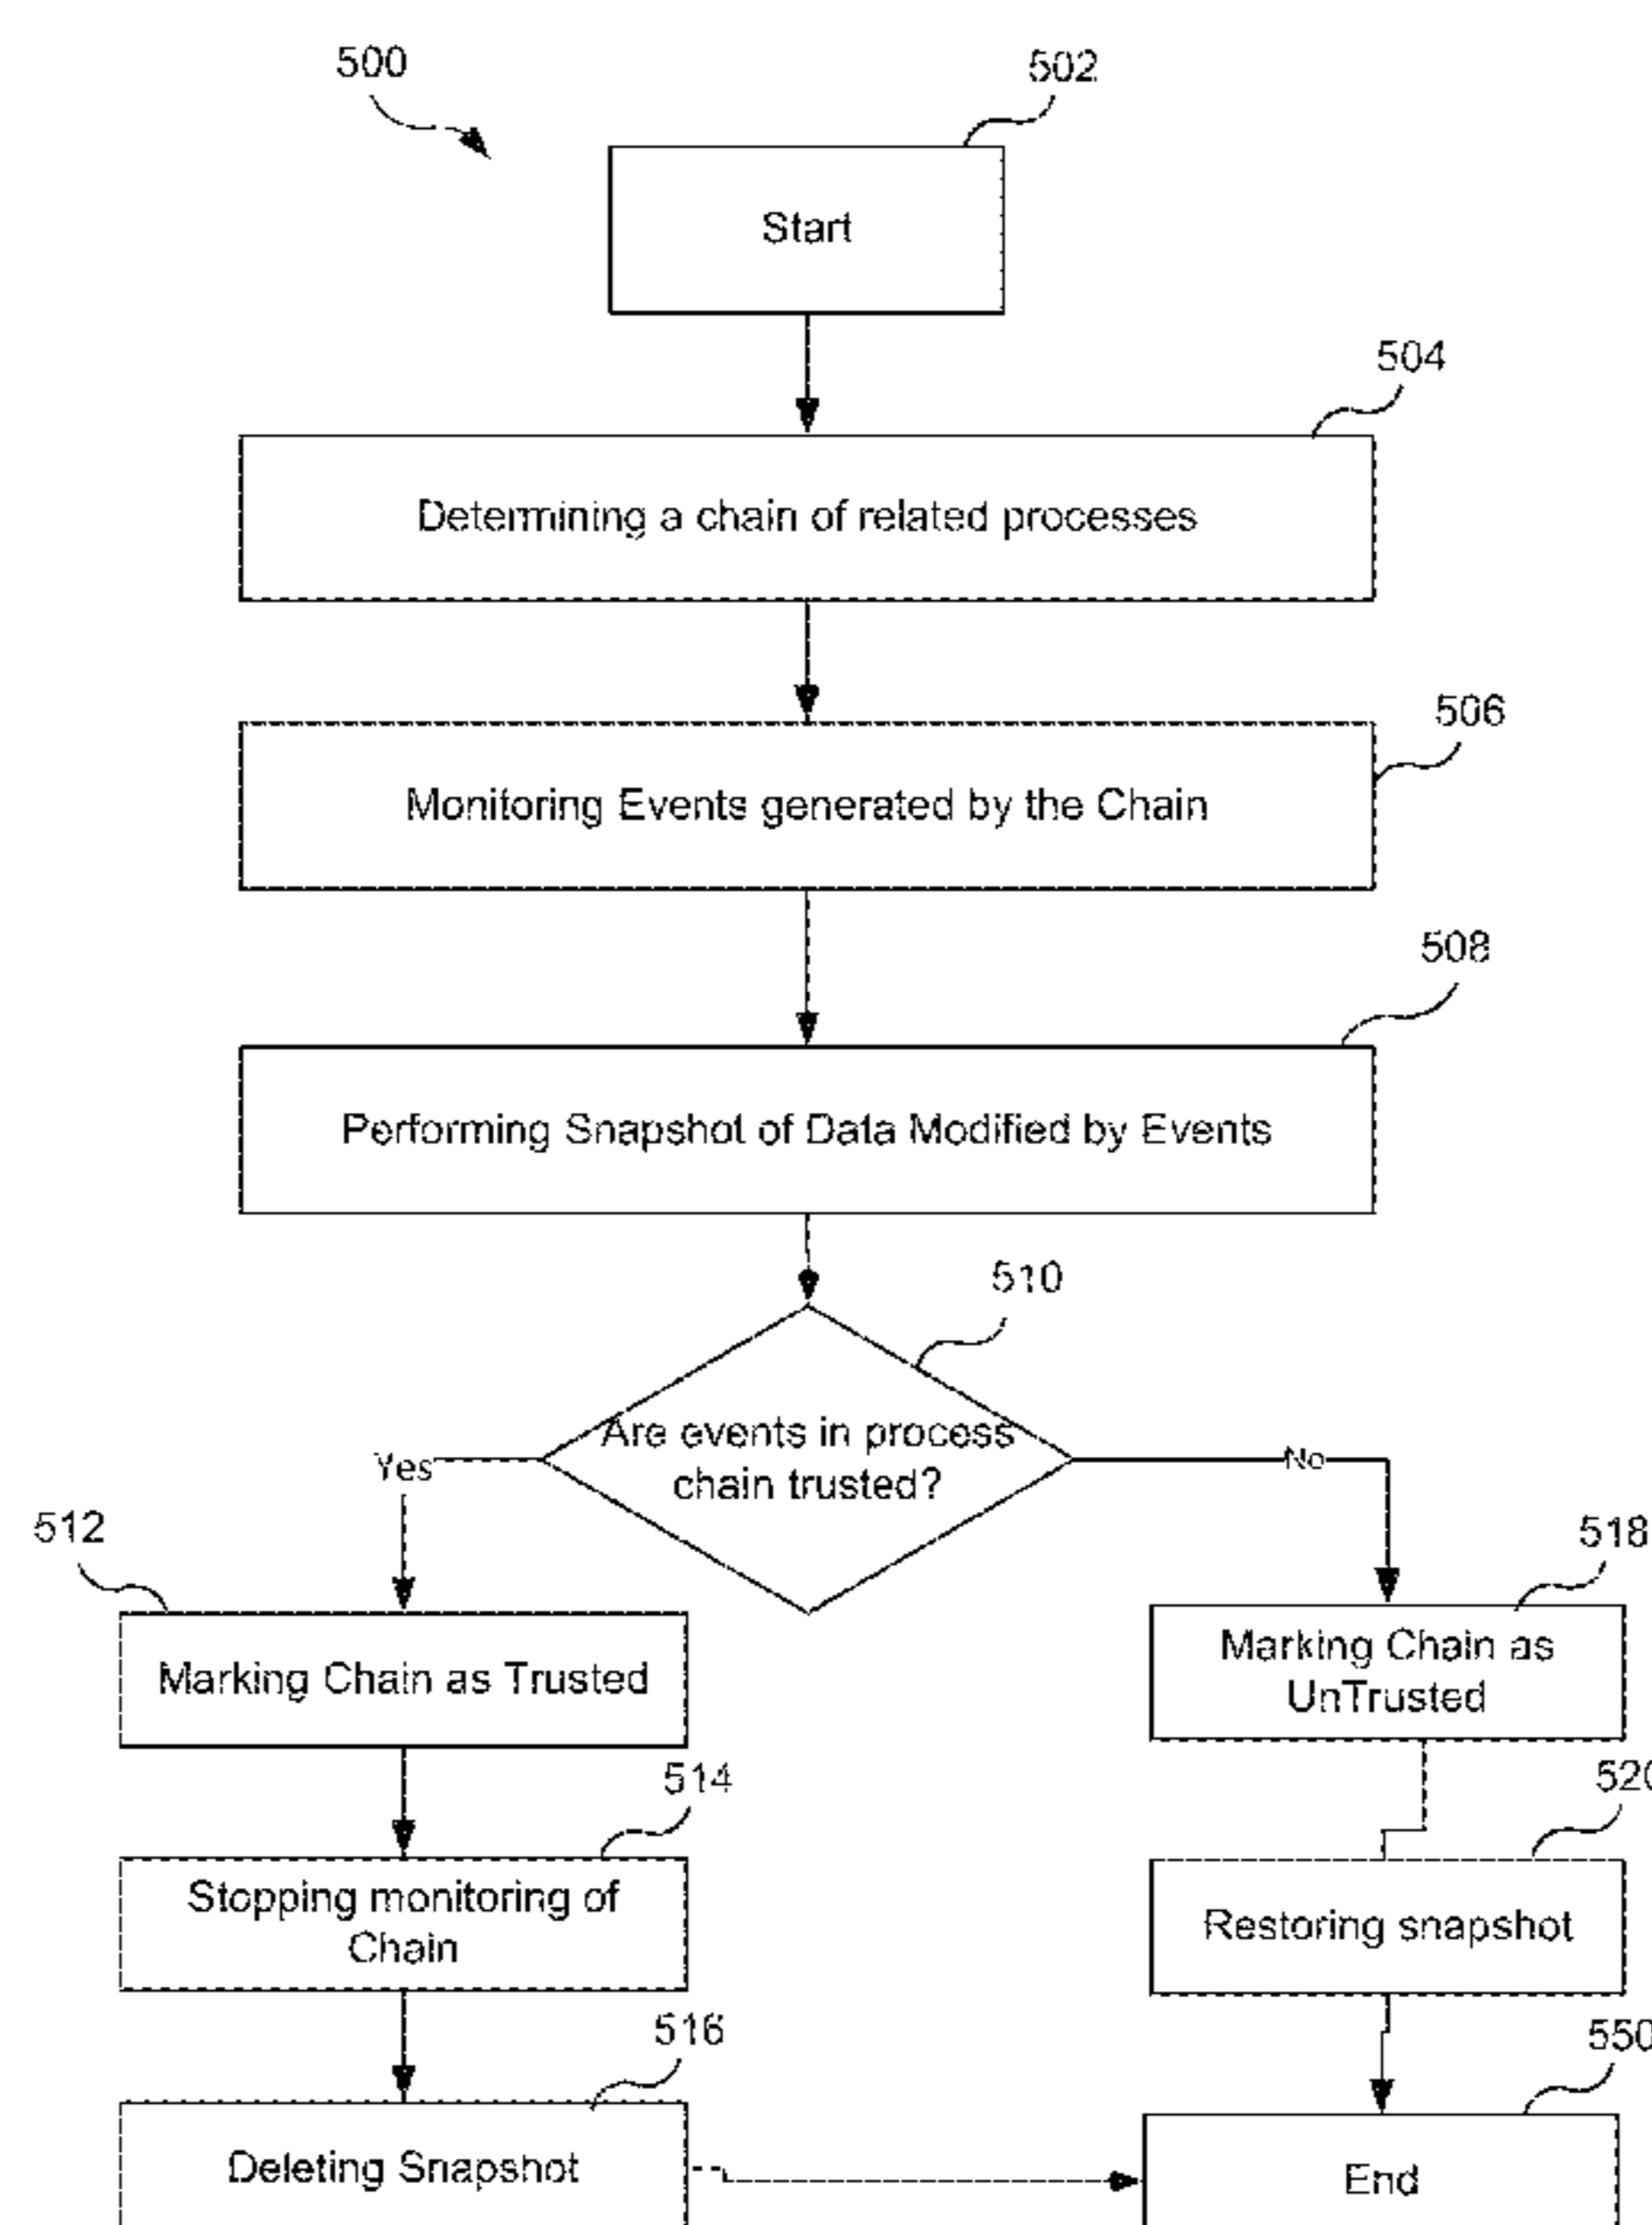 500
502
Start
504
Determining a chain of related processes
506
Monitoring Events generated by the Chain
508
Performing Snapshot of Data Modified by Events
510
Are events in process
chain trusted?
Yes
No
512
518
Marking Chain as Trusted
Marking Chain as
UnTrusted
514
520
Stopping monitoring of
Chain
Restoring snapshot
516
550
Deleting Snapshot
End